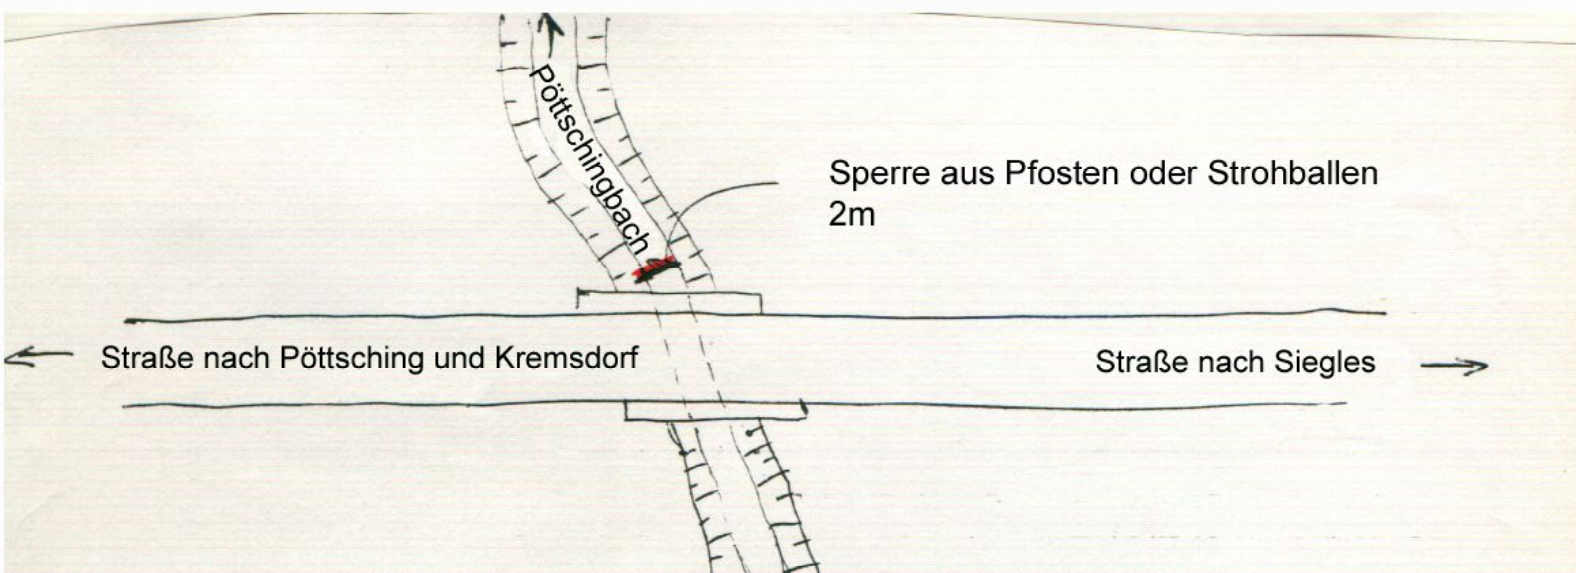 Pöttschingbach
Sperre aus Pfosten oder Strohballen
2m
Straße nach Pöttsching und Kremsdorf
Straße nach Siegles